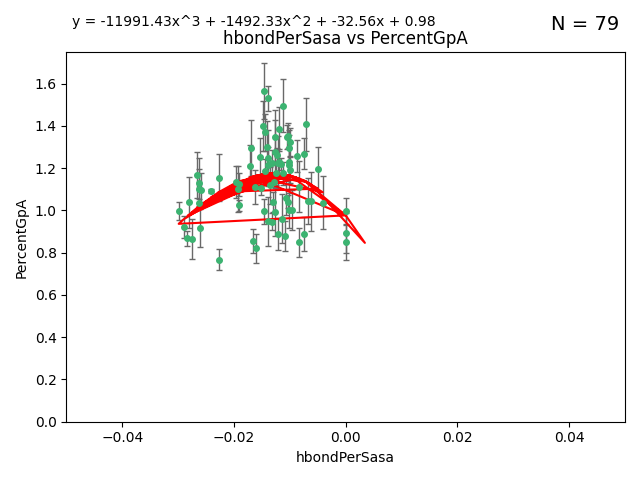 y = -11991.43x^3 + -1492.33x^2 + -32.56x + 0.98
N = 79
hbondPerSasa vs PercentGpA
PercentGpA
1.6
1.4
1.2
1.0
0.8
0.6
0.4
0.2
0.0
−0.04 −0.02 0.00 0.02 0.04
hbondPerSasa